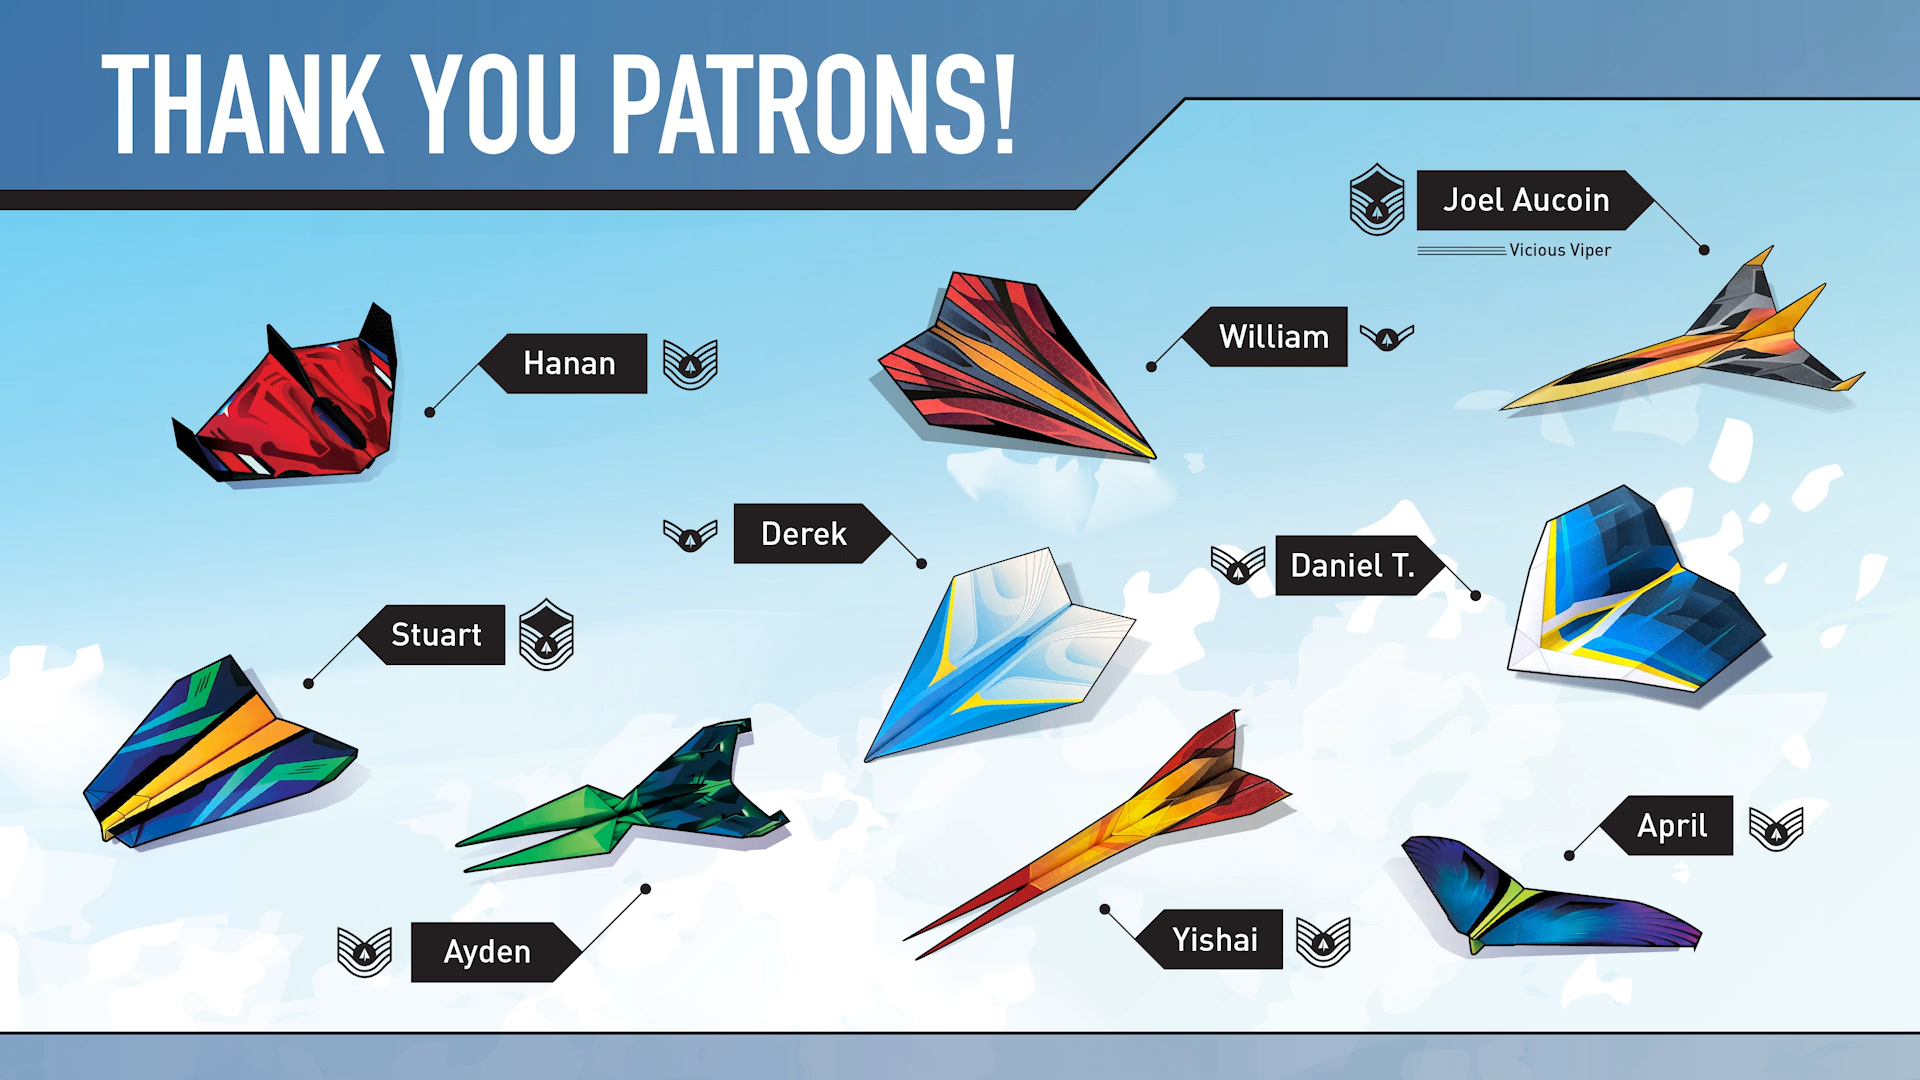 THANK YOU PATRONS!
Joel Aucoin
Vicious Viper
Hanan
William
Derek
Daniel T.
Stuart
April
Ayden
Yishai